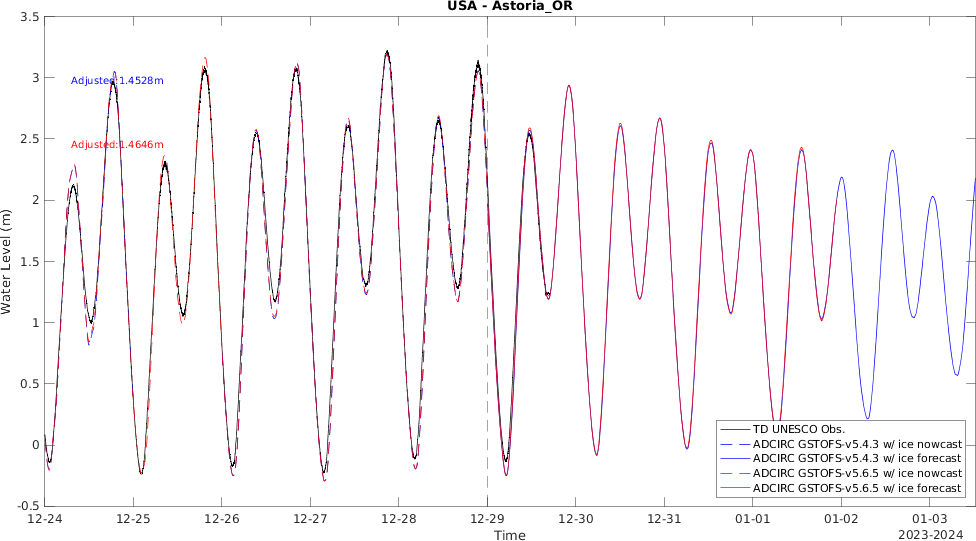 USA - Astoria_OR
3.5
3
2.5
2
1.5
1
0.5
0
-0.5
Water Level (m)
Adjusted:1.4528m
Adjusted:1.4646m
TD UNESCO Obs.
ADCIRC GSTOFS-v5.4.3 w/ ice nowcast
ADCIRC GSTOFS-v5.4.3 w/ ice forecast
ADCIRC GSTOFS-v5.6.5 w/ ice nowcast
ADCIRC GSTOFS-v5.6.5 w/ ice forecast
12-24 12-25 12-26 12-27 12-28 12-29 12-30 12-31 01-01 01-02 01-03
Time
2023-2024